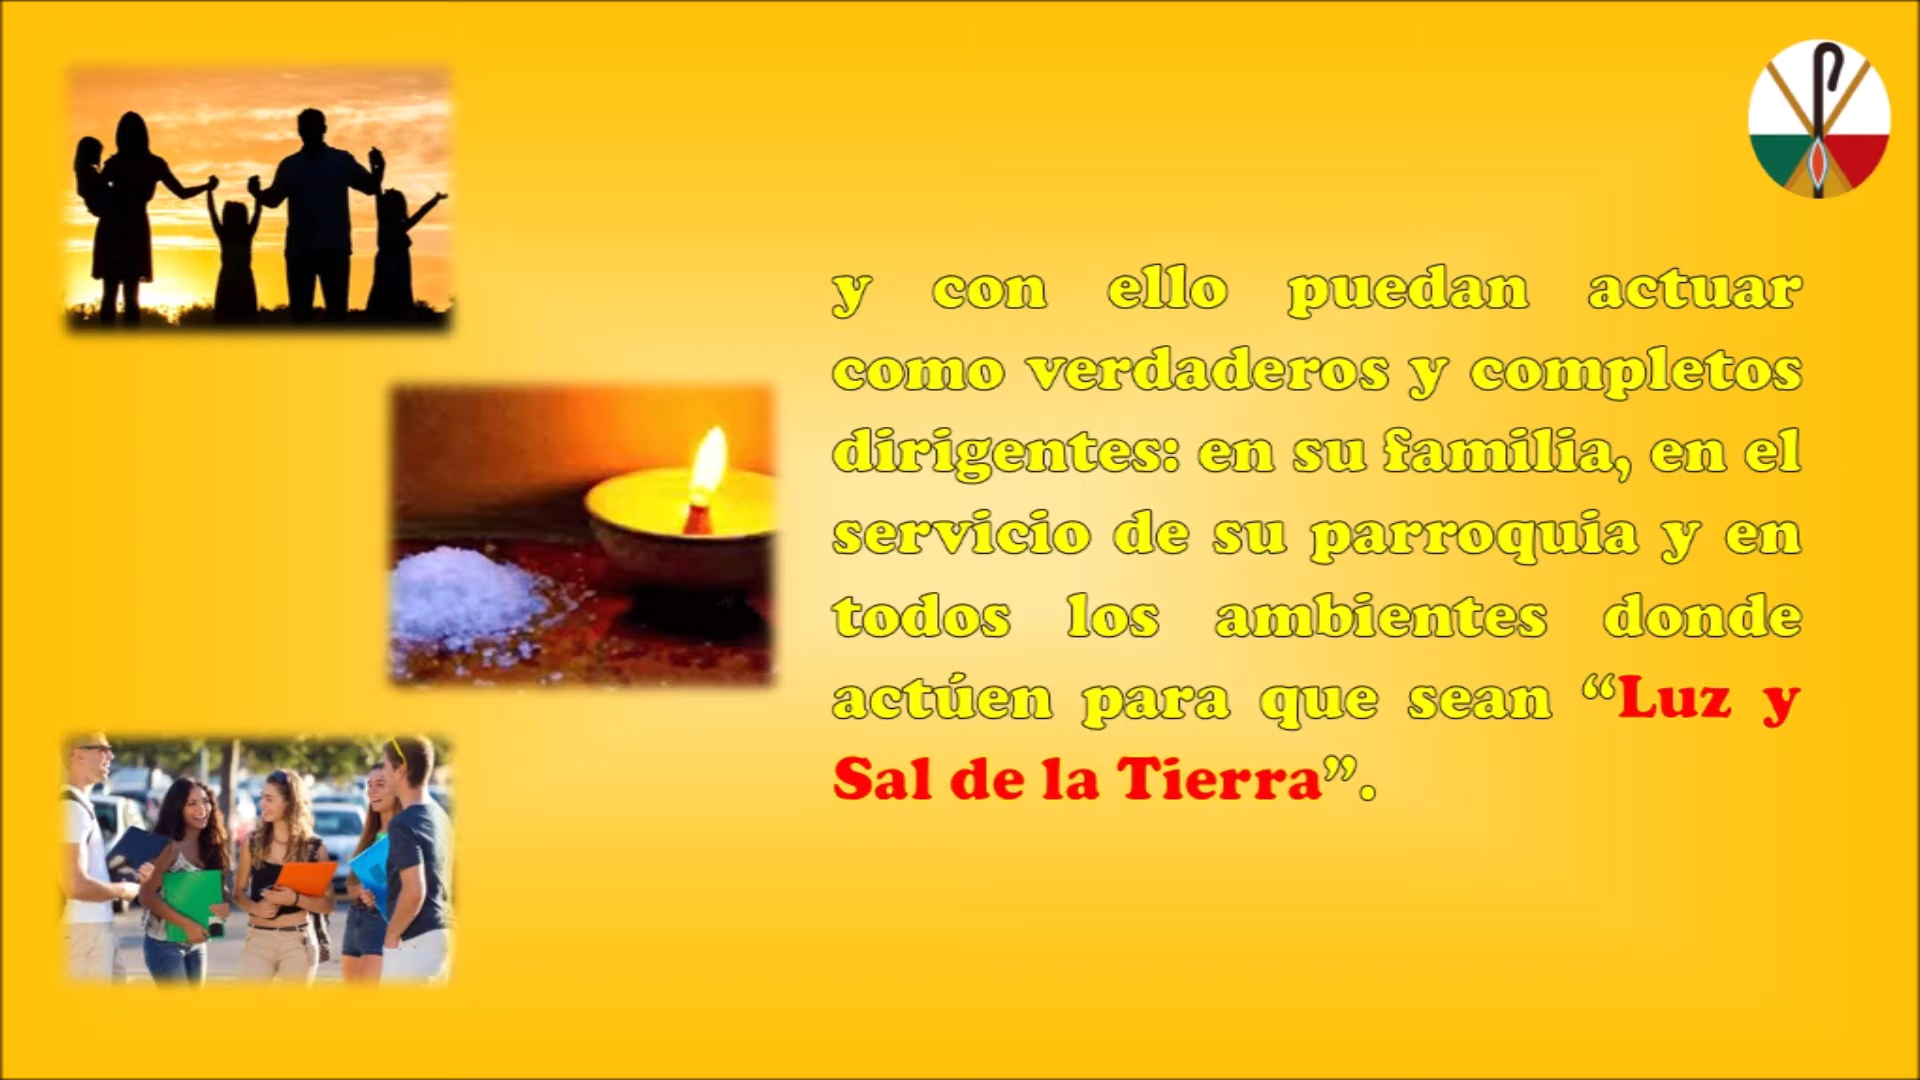 y con ello puedan actuar
como verdaderos y completos
dirigentes: en su familia, en el
servicio de su parroquia y en
todos los ambientes donde
actúen para que sean “Luz y
Sal de la Tierra”.